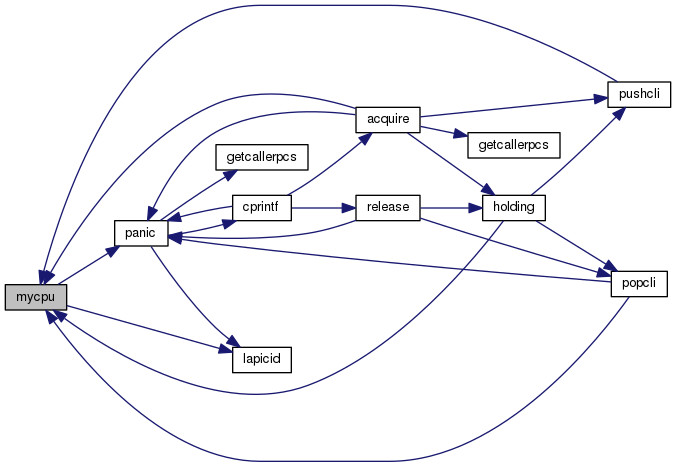 pushcli
acquire
getcallerpcs
getcallerpcs
cprintf
release
holding
panic
popcli
mycpu
lapicid